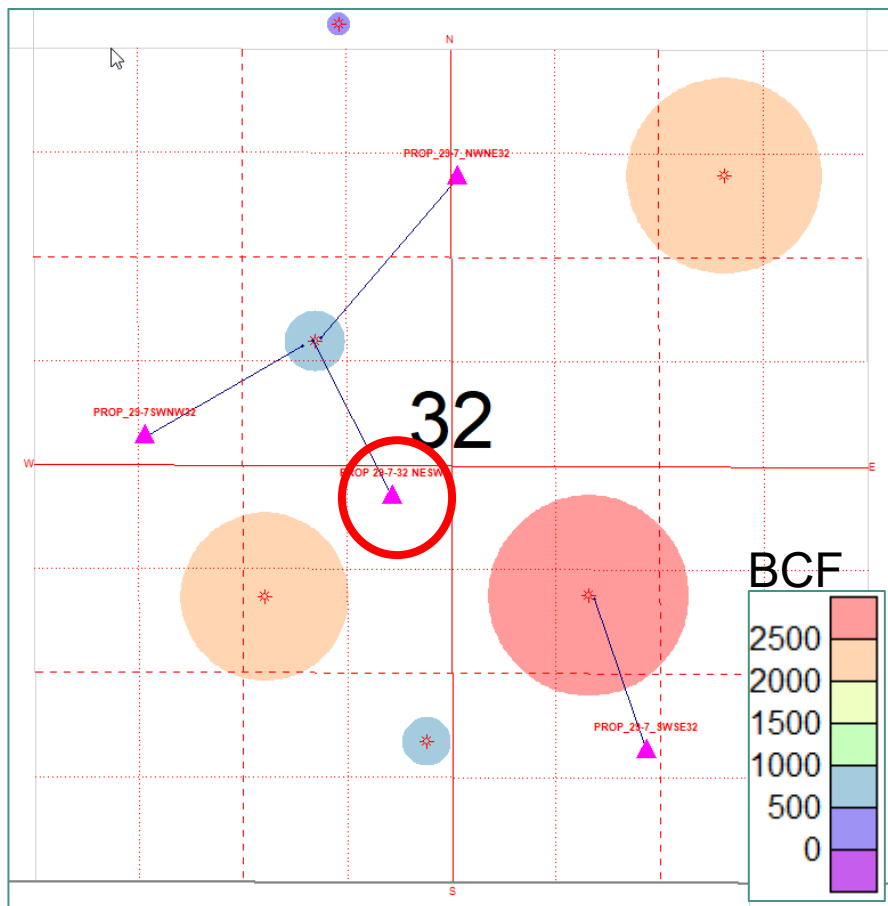 N
PROP_29-7_NWNE32
PROP_29-7SWNW32
32
W
E
PROP 29-7-32 NESW
BCF
2500
2000
1500
1000
500
0
PROP_29-7_SWSE32
S